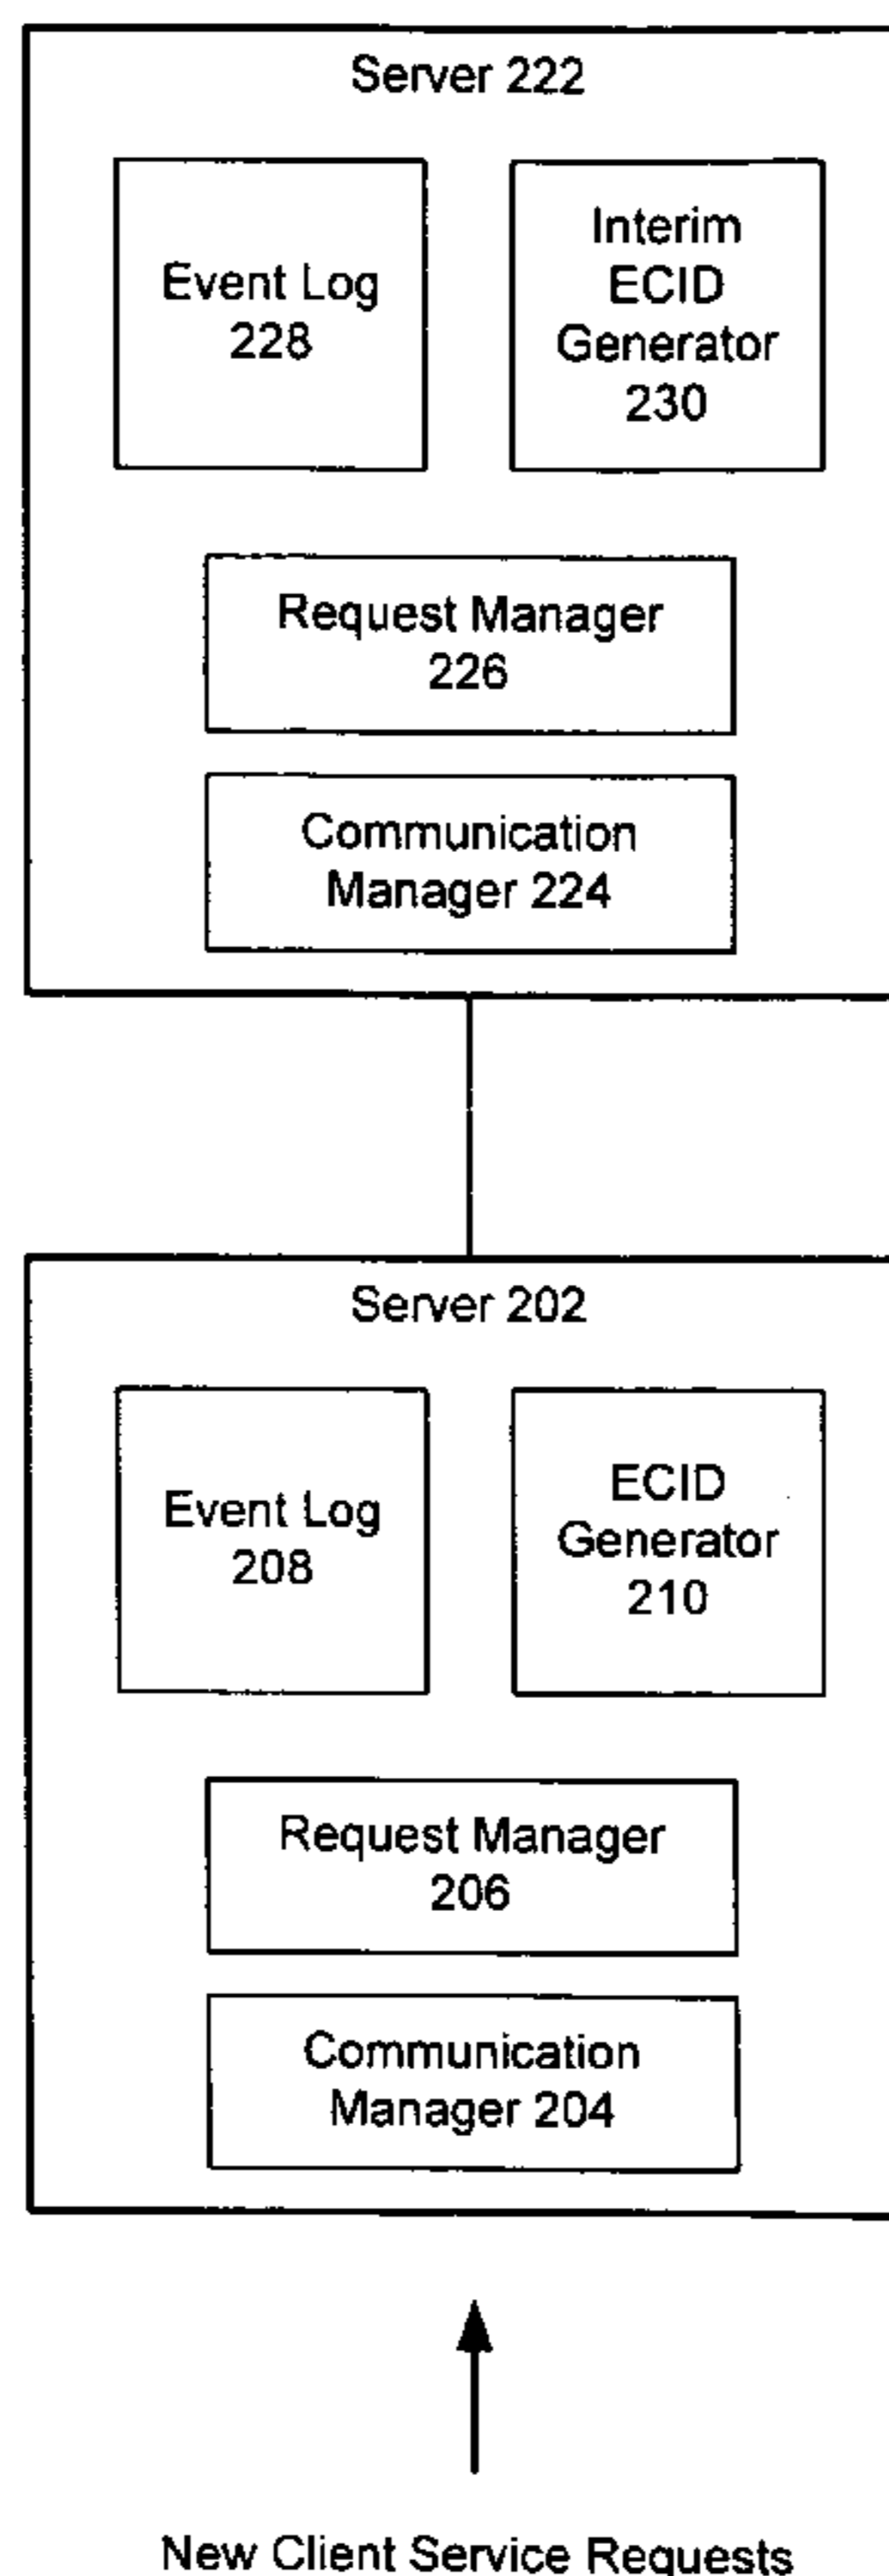 Server 222
Event Log
228
Interim
ECID
Generator
230
Request Manager
226
Communication
Manager 224
Server 202
Event Log
208
ECID
Generator
210
Request Manager
206
Communication
Manager 204
New Client Service Requests